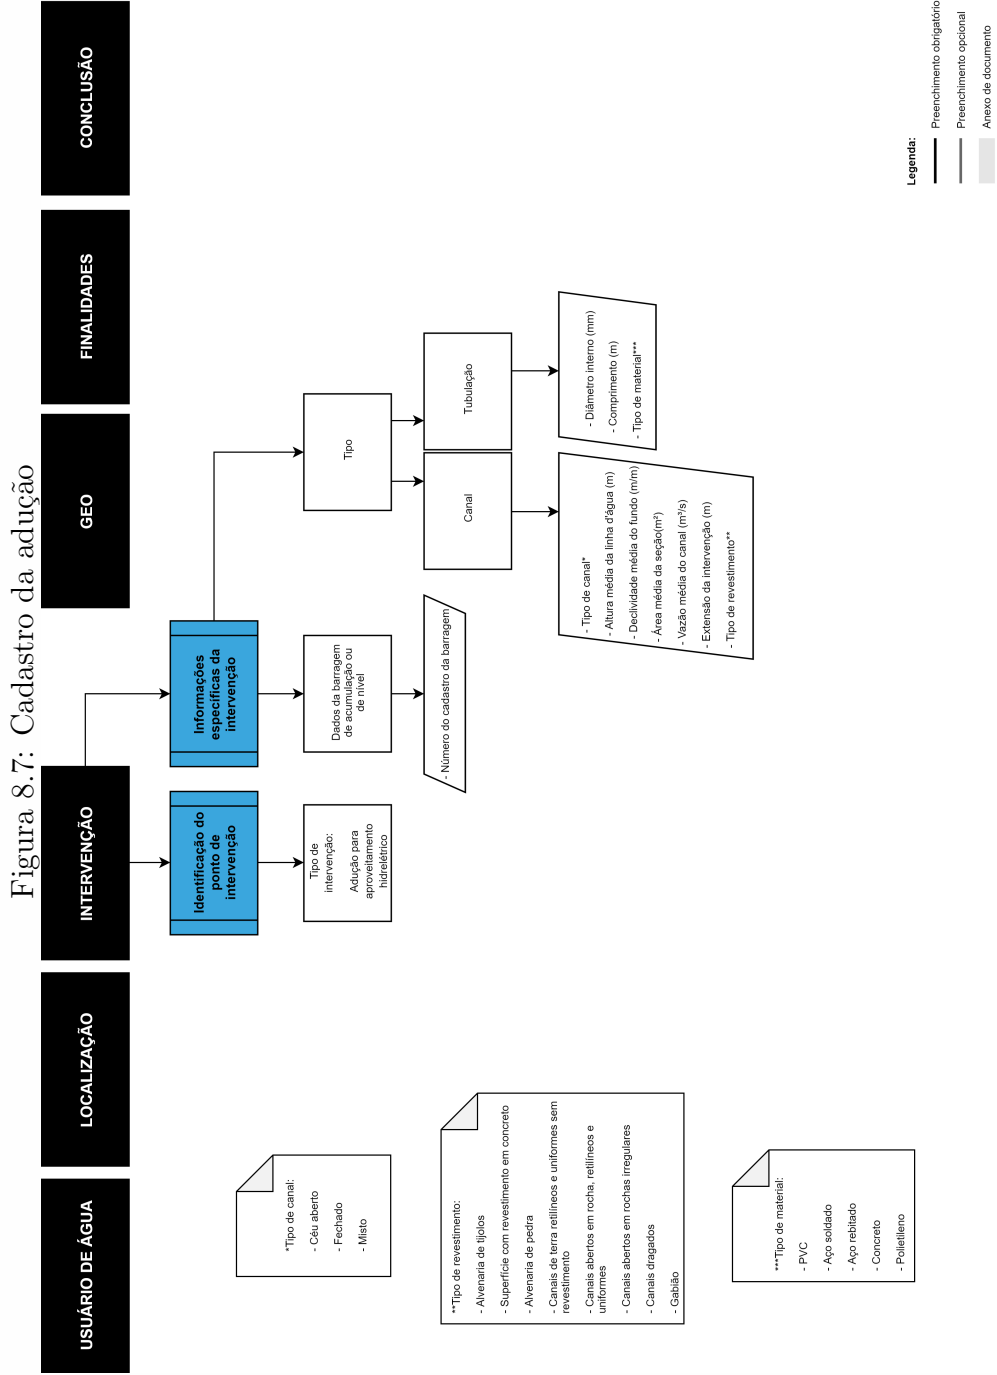 Figura 8.7: Cadastro da adução
USUÁRIO DE ÁGUA
LOCALIZAÇÃO
INTERVENÇÃO
GEO
FINALIDADES
CONCLUSÃO
Identificação do
ponto de
intervenção
Informações
específicas da
intervenção
Tipo de
intervenção:
Adução para
aproveitamento
hidrelétrico
Dados da barragem
de acumulação ou
de nível
Tipo
- Número do cadastro da barragem
Canal
Tubulação
- Tipo de canal*
- Altura média da linha d'água (m)
- Declividade média do fundo (m/m)
- Área média da seção(m²)
- Vazão média do canal (m³/s)
- Extensão da intervenção (m)
- Tipo de revestimento**
- Diâmetro interno (mm)
- Comprimento (m)
- Tipo de material***
*Tipo de canal:
- Céu aberto
- Fechado
- Misto
**Tipo de revestimento:
- Alvenaria de tijolos
- Superfície com revestimento em concreto
- Alvenaria de pedra
- Canais de terra retilíneos e uniformes sem
revestimento
- Canais abertos em rocha, retilíneos e
uniformes
- Canais abertos em rochas irregulares
- Canais dragados
- Gabião
***Tipo de material:
- PVC
- Aço soldado
- Aço rebitado
- Concreto
- Polietileno
Legenda:
Preenchimento obrigatório
Preenchimento opcional
Anexo de documento